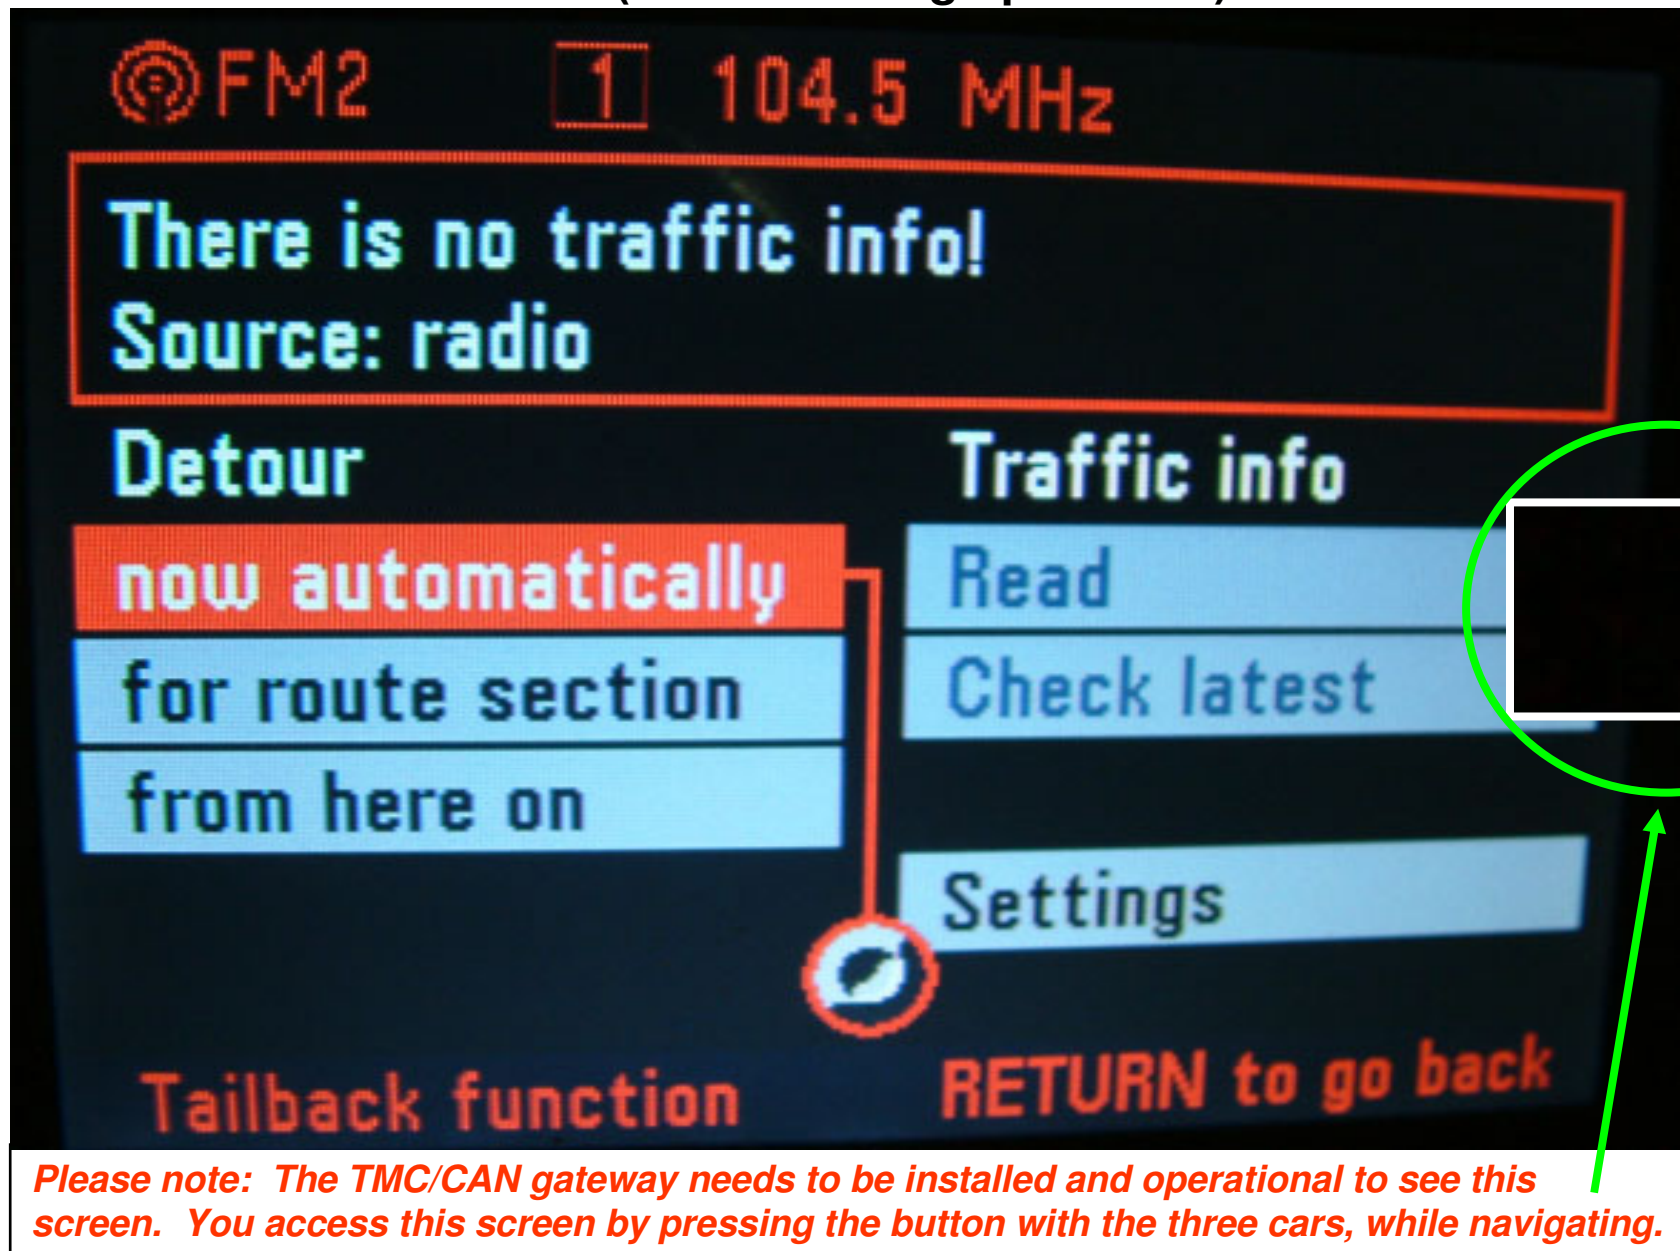 FM2 1 104.5 MHz
There is no traffic info!
Source: radio
Detour
Traffic info
now automatically
Read
for route section
Check latest
from here on
Settings
Tailback function
RETURN to go back
Please note: The TMC/CAN gateway needs to be installed and operational to see this
screen. You access this screen by pressing the button with the three cars, while navigating.